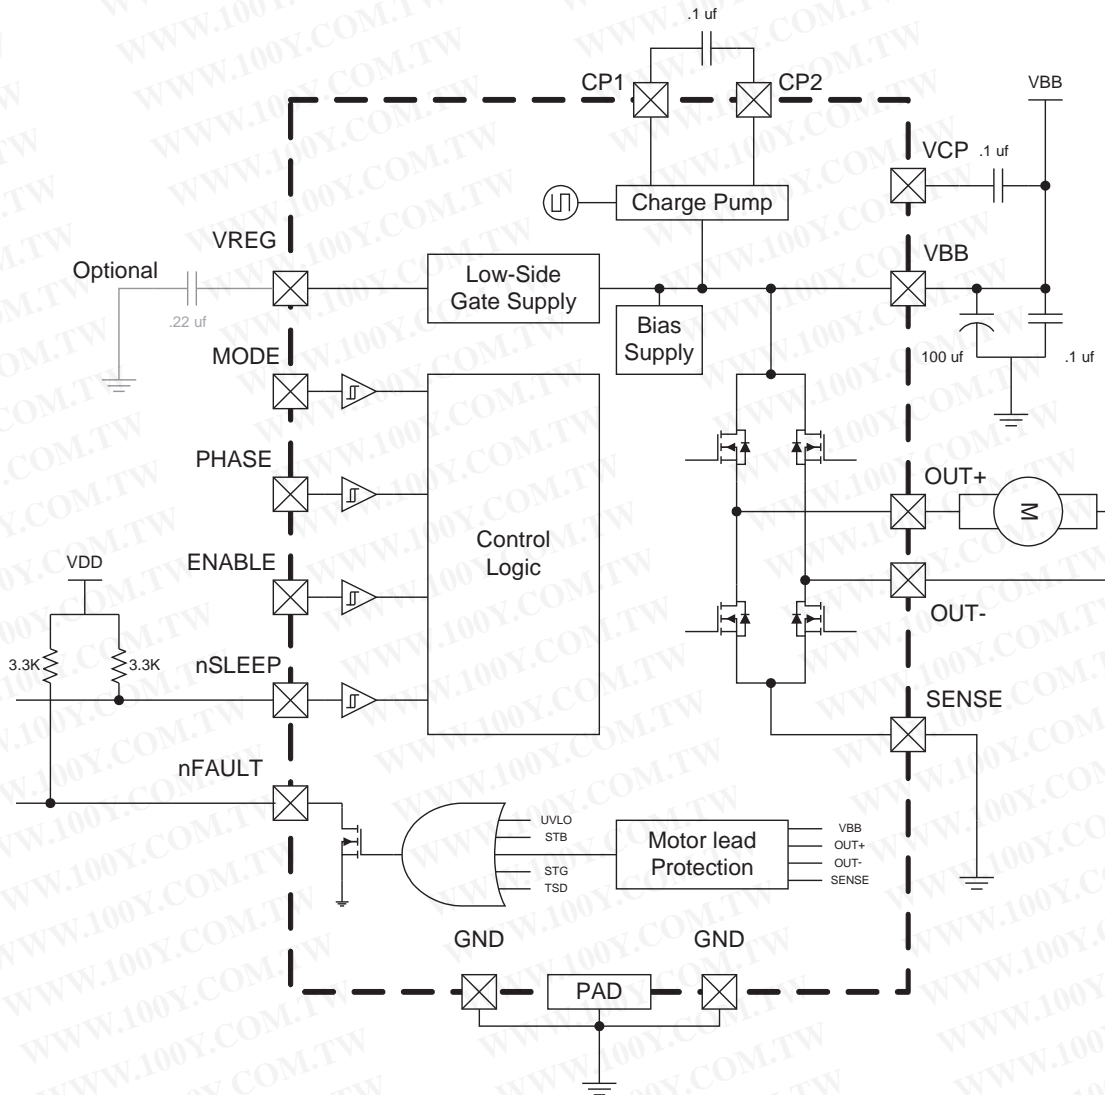 .1 uf
CP1
CP2
VBB
VCP
.1 uf
Charge Pump
VREG
VBB
Optional
Low-Side
Gate Supply
.22 uf
Bias
Supply
100 uf
.1 uf
MODE
PHASE
OUT+
M
ENABLE
Control
Logic
VDD
OUT-
3.3K
3.3K
nSLEEP
SENSE
nFAULT
UVLO
STB
STG
TSD
Motor lead
Protection
VBB
OUT+
OUT-
SENSE
GND
GND
PAD
WWW.100Y.COM.TW